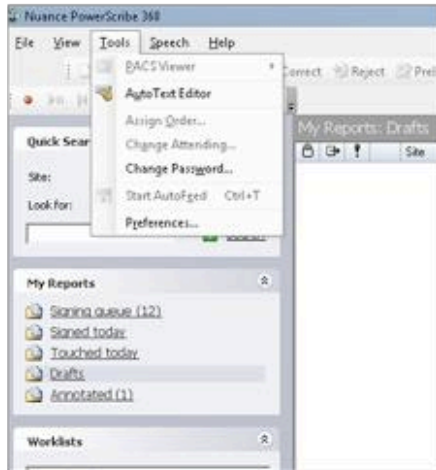 Nuance PowerScribe 360
File View Tools Speech Help
PACS Viewer
Correct Reject
AutoText Editor
Assign Order...
Change Attending...
Change Password...
Start AutoFeed Ctrl+T
Preferences...
My Reports: Drafts
Site
Quick Sear
Site:
Look for:
Search
My Reports
Signing queue (12)
Signed today
Touched today
Drafts
Annotated (1)
Worklists